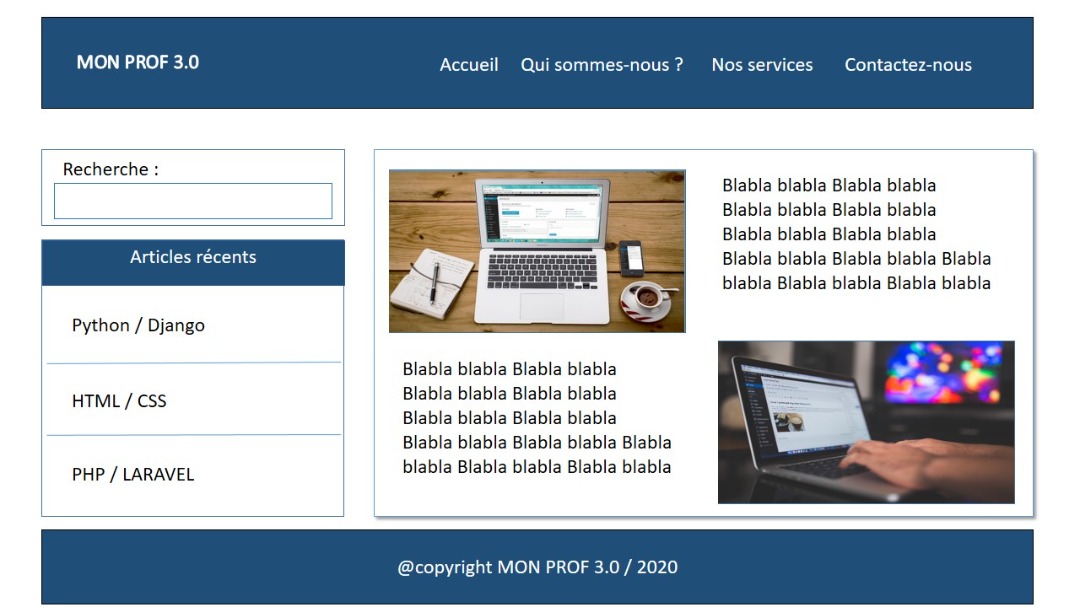 MON PROF 3.0
Accueil Qui sommes-nous ? Nos services Contactez-nous
Recherche :
Articles récents
Python / Django
HTML / CSS
PHP / LARAVEL
Blabla blabla Blabla blabla
Blabla blabla Blabla blabla
Blabla blabla Blabla blabla
Blabla blabla Blabla blabla Blabla
blabla Blabla blabla Blabla blabla
Blabla blabla Blabla blabla
Blabla blabla Blabla blabla
Blabla blabla Blabla blabla
Blabla blabla Blabla blabla Blabla
blabla Blabla blabla Blabla blabla
@copyright MON PROF 3.0 / 2020